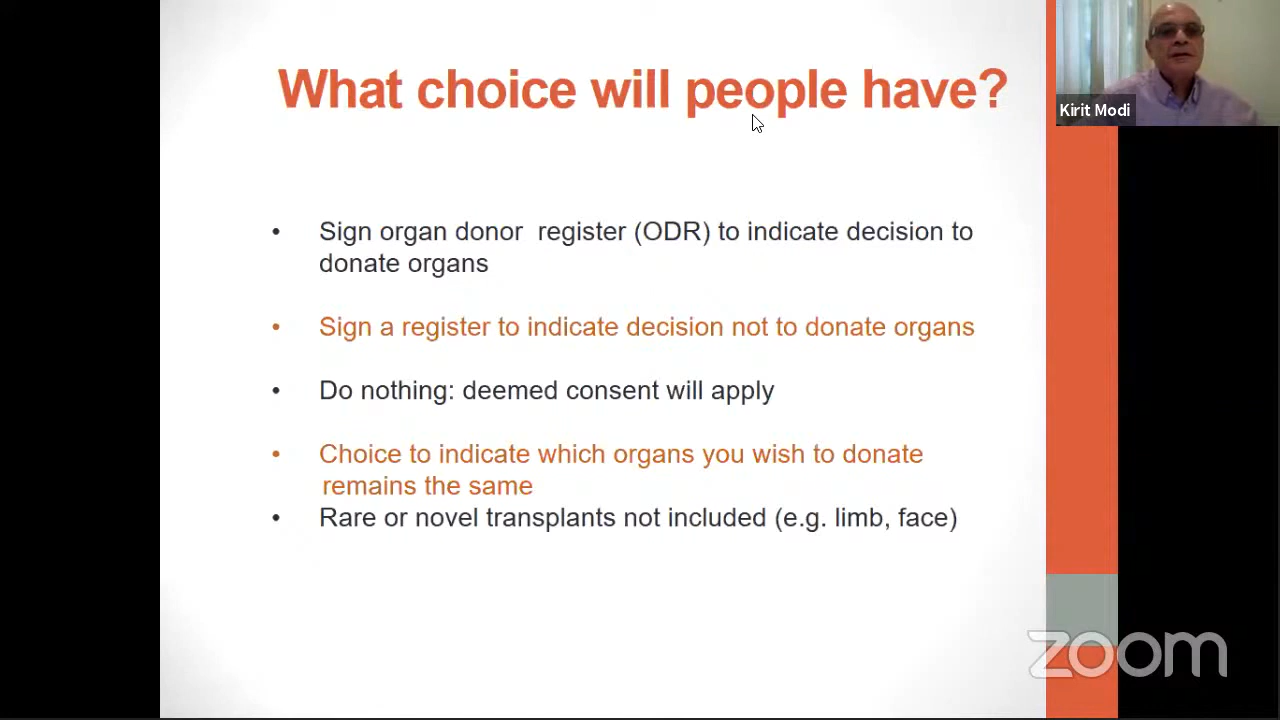 What choice will people have?
Kirit Modi
• Sign organ donor register (ODR) to indicate decision to
donate organs
• Sign a register to indicate decision not to donate organs
• Do nothing: deemed consent will apply
• Choice to indicate which organs you wish to donate
remains the same
• Rare or novel transplants not included (e.g. limb, face)
zoom